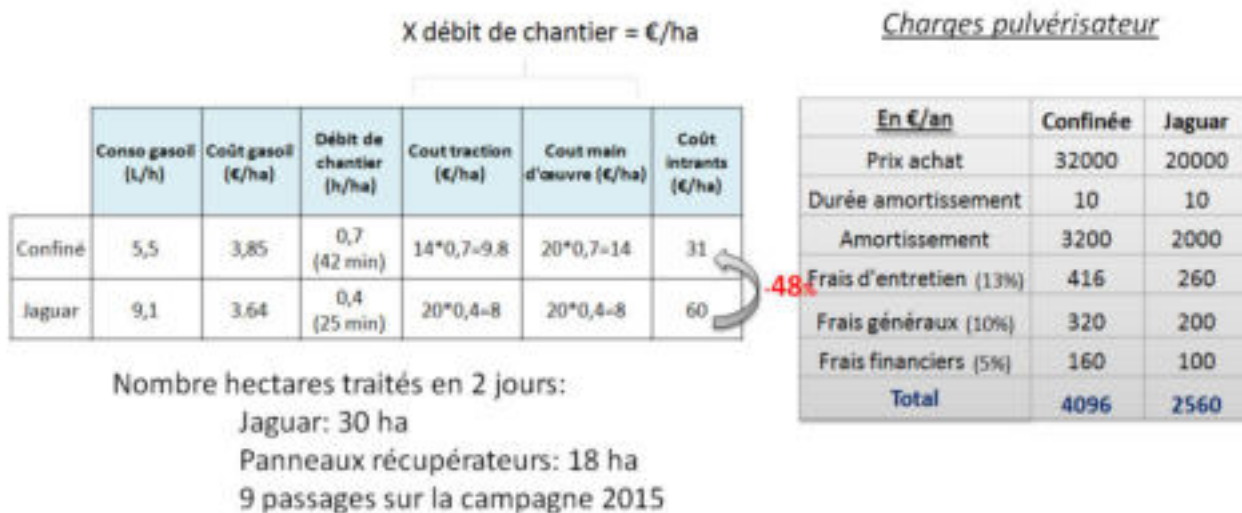 X débit de chantier = €/ha
Charges pulvérisateur
Conso gasoil (L/h) Coût gasoil (€/ha) Débit de chantier (h/ha) Cout traction (€/ha) Cout main d'œuvre (€/ha) Coût intrants (€/ha)
Confiné 5,5 3,85 0,7 (42 min) 14*0,7=9.8 20*0,7=14 31
Jaguar 9,1 3.64 0,4 (25 min) 20*0,4=8 20*0,4=8 60
-48%
En €/an Confinée Jaguar
Prix achat 32000 20000
Durée amortissement 10 10
Amortissement 3200 2000
Frais d'entretien (13%) 416 260
Frais généraux (10%) 320 200
Frais financiers (5%) 160 100
Total 4096 2560
Nombre hectares traités en 2 jours:
Jaguar: 30 ha
Panneaux récupérateurs: 18 ha
9 passages sur la campagne 2015